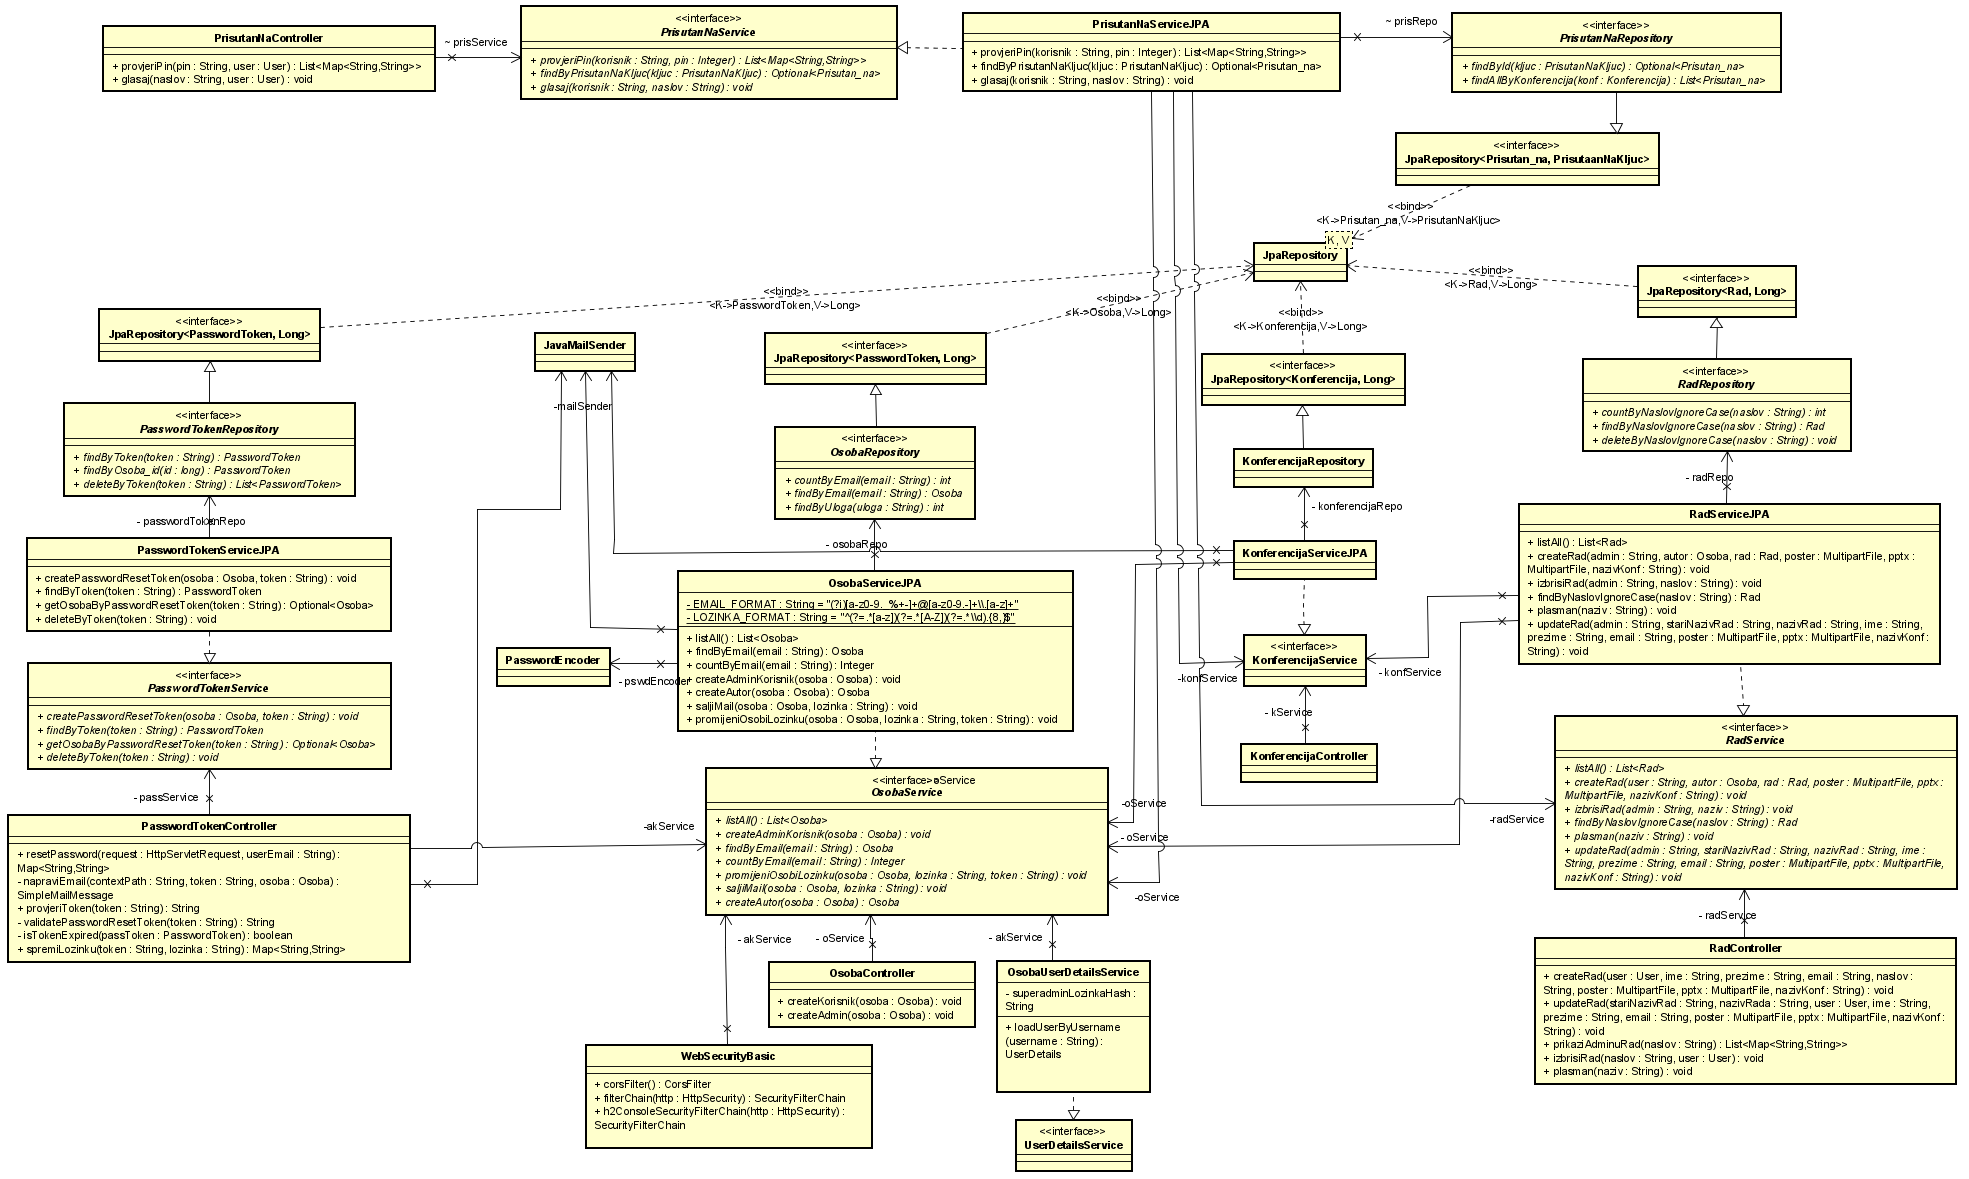 PrisutanNaController
+ provjeriPin(pin : String, user : User) : List<Map<String,String>>
+ glasaj(naslov : String, user : User) : void
~ prisService
<<interface>>
PrisutanNaService
+ provjeriPin(korisnik : String, pin : Integer) : List<Map<String,String>>
+ findByPrisutanNaKljuc(kljuc : PrisutanNaKljuc) : Optional<Prisutan_na>
+ glasaj(korisnik : String, naslov : String) : void
PrisutanNaServiceJPA
+ provjeriPin(korisnik : String, pin : Integer) : List<Map<String,String>>
+ findByPrisutanNaKljuc(kljuc : PrisutanNaKljuc) : Optional<Prisutan_na>
+ glasaj(korisnik : String, naslov : String) : void
~ prisRepo
<<interface>>
PrisutanNaRepository
+ findById(kljuc : PrisutanNaKljuc) : Optional<Prisutan_na>
+ findAllByKonferencija(konf : Konferencija) : List<Prisutan_na>
<<interface>>
JpaRepository<Prisutan_na, PrisutaanNaKljuc>
<<bind>>
<K->Prisutan_na,V->PrisutanNaKljuc>
K, V
JpaRepository
<<bind>>
<K->Rad,V->Long>
<<interface>>
JpaRepository<Rad, Long>
<<bind>>
<K->PasswordToken,V->Long>
<<bind>>
<K->Osoba,V->Long>
<<bind>>
<K->Konferencija,V->Long>
<<interface>>
JpaRepository<PasswordToken, Long>
JavaMailSender
<<interface>>
JpaRepository<PasswordToken, Long>
<<interface>>
JpaRepository<Konferencija, Long>
<<interface>>
RadRepository
+ countByNaslovIgnoreCase(naslov : String) : int
+ findByNaslovIgnoreCase(naslov : String) : Rad
+ deleteByNaslovIgnoreCase(naslov : String) : void
-mailSender
<<interface>>
PasswordTokenRepository
+ findByToken(token : String) : PasswordToken
+ findByOsoba_id(id : long) : PasswordToken
+ deleteByToken(token : String) : List<PasswordToken>
<<interface>>
OsobaRepository
+ countByEmail(email : String) : int
+ findByEmail(email : String) : Osoba
+ findByUloga(uloga : String) : int
KonferencijaRepository
- radRepo
- konferencijaRepo
- passwordTokenRepo
- osobaRepo
PasswordTokenServiceJPA
+ createPasswordResetToken(osoba : Osoba, token : String) : void
+ findByToken(token : String) : PasswordToken
+ getOsobaByPasswordResetToken(token : String) : Optional<Osoba>
+ deleteByToken(token : String) : void
KonferencijaServiceJPA
RadServiceJPA
+ listAll() : List<Rad>
+ createRad(admin : String, autor : Osoba, rad : Rad, poster : MultipartFile, pptx :
MultipartFile, nazivKonf : String) : void
+ izbrisiRad(admin : String, naslov : String) : void
+ findByNaslovIgnoreCase(naslov : String) : Rad
+ plasman(naziv : String) : void
+ updateRad(admin : String, stariNazivRad : String, nazivRad : String, ime : String,
prezime : String, email : String, poster : MultipartFile, pptx : MultipartFile, nazivKonf :
String) : void
OsobaServiceJPA
- EMAIL_FORMAT : String = "(?i)[a-z0-9._%+-]+@[a-z0-9.-]+\\.[a-z]+"
- LOZINKA_FORMAT : String = "^(?=.*[a-z])(?=.*[A-Z])(?=.*\\d).{8,}$"
+ listAll() : List<Osoba>
+ findByEmail(email : String) : Osoba
+ countByEmail(email : String) : Integer
+ createAdminKorisnik(osoba : Osoba) : void
+ createAutor(osoba : Osoba) : Osoba
+ saljiMail(osoba : Osoba, lozinka : String) : void
+ promijeniOsobiLozinku(osoba : Osoba, lozinka : String, token : String) : void
PasswordEncoder
- pswdEncoder
<<interface>>
KonferencijaService
-konfService
- konfService
- kService
KonferencijaController
<<interface>>
PasswordTokenService
+ createPasswordResetToken(osoba : Osoba, token : String) : void
+ findByToken(token : String) : PasswordToken
+ getOsobaByPasswordResetToken(token : String) : Optional<Osoba>
+ deleteByToken(token : String) : void
- passService
<<interface>>
RadService
+ listAll() : List<Rad>
+ createRad(user : String, autor : Osoba, rad : Rad, poster : MultipartFile, pptx :
MultipartFile, nazivKonf : String) : void
+ izbrisiRad(admin : String, naziv : String) : void
+ findByNaslovIgnoreCase(naslov : String) : Rad
+ plasman(naziv : String) : void
+ updateRad(admin : String, stariNazivRad : String, nazivRad : String, ime :
String, prezime : String, email : String, poster : MultipartFile, pptx : MultipartFile,
nazivKonf : String) : void
-radService
<<interface>>
oService
OsobaService
+ listAll() : List<Osoba>
+ createAdminKorisnik(osoba : Osoba) : void
+ findByEmail(email : String) : Osoba
+ countByEmail(email : String) : Integer
+ promijeniOsobiLozinku(osoba : Osoba, lozinka : String, token : String) : void
+ saljiMail(osoba : Osoba, lozinka : String) : void
+ createAutor(osoba : Osoba) : Osoba
-oService
- oService
-oService
-akService
PasswordTokenController
+ resetPassword(request : HttpServletRequest, userEmail : String) :
Map<String,String>
- napraviEmail(contextPath : String, token : String, osoba : Osoba) :
SimpleMailMessage
+ provjeriToken(token : String) : String
- validatePasswordResetToken(token : String) : String
- isTokenExpired(passToken : PasswordToken) : boolean
+ spremiLozinku(token : String, lozinka : String) : Map<String,String>
- akService
- oService
- akService
- radService
OsobaController
+ createKorisnik(osoba : Osoba) : void
+ createAdmin(osoba : Osoba) : void
OsobaUserDetailsService
- superadminLozinkaHash :
String
+ loadUserByUsername
(username : String) :
UserDetails
RadController
+ createRad(user : User, ime : String, prezime : String, email : String, naslov :
String, poster : MultipartFile, pptx : MultipartFile, nazivKonf : String) : void
+ updateRad(stariNazivRad : String, nazivRada : String, user : User, ime : String,
prezime : String, email : String, poster : MultipartFile, pptx : MultipartFile, nazivKonf :
String) : void
+ prikaziAdminuRad(naslov : String) : List<Map<String,String>>
+ izbrisiRad(naslov : String, user : User) : void
+ plasman(naziv : String) : void
WebSecurityBasic
+ corsFilter() : CorsFilter
+ filterChain(http : HttpSecurity) : SecurityFilterChain
+ h2ConsoleSecurityFilterChain(http : HttpSecurity) :
SecurityFilterChain
<<interface>>
UserDetailsService